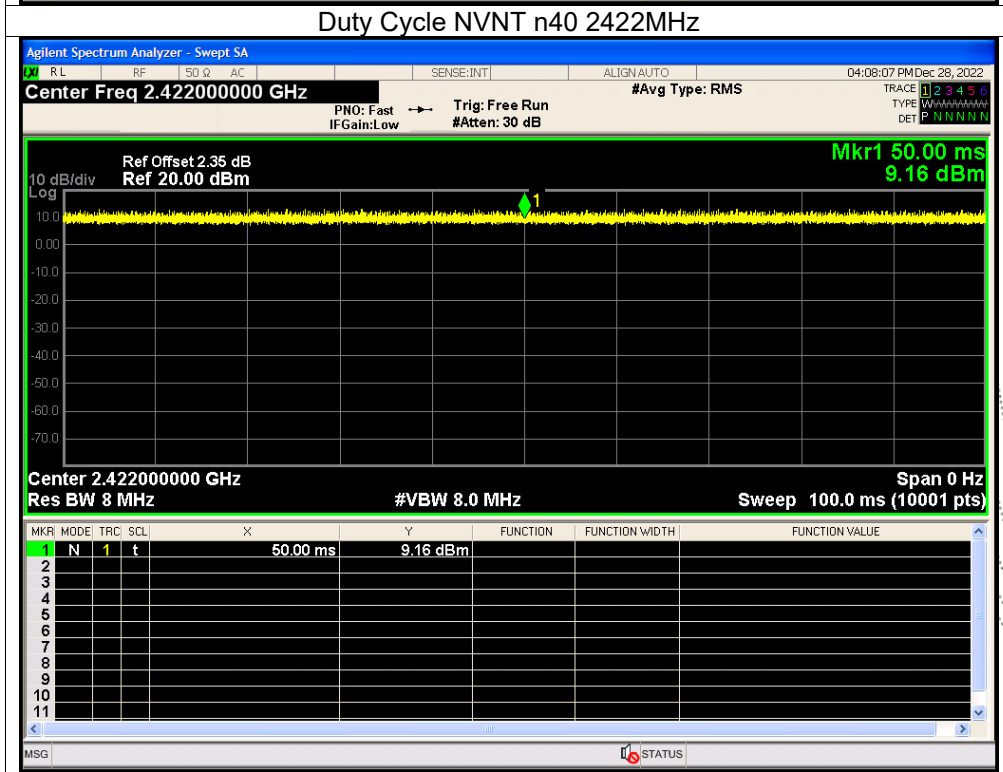 Duty Cycle NVNT n40 2422MHz
Agilent Spectrum Analyzer - Swept SA
LXI RL RF 50 Ω AC SENSE:INT ALIGN AUTO 04:08:07 PM Dec 28, 2022
Center Freq 2.422000000 GHz #Avg Type: RMS TRACE 1 2 3 4 5 6
PNO: Fast Trig: Free Run TYPE W
IFGain:Low #Atten: 30 dB DET P N N N N N
Mkr1 50.00 ms
Ref Offset 2.35 dB
10 dB/div Ref 20.00 dBm 9.16 dBm
Log
1
10.0
0.00
-10.0
-20.0
-30.0
-40.0
-50.0
-60.0
-70.0
Center 2.422000000 GHz Span 0 Hz
Res BW 8 MHz #VBW 8.0 MHz Sweep 100.0 ms (10001 pts)
MKR MODE TRC SCL X Y FUNCTION FUNCTION WIDTH FUNCTION VALUE
1 N 1 t 50.00 ms 9.16 dBm
2
3
4
5
6
7
8
9
10
11
MSG STATUS